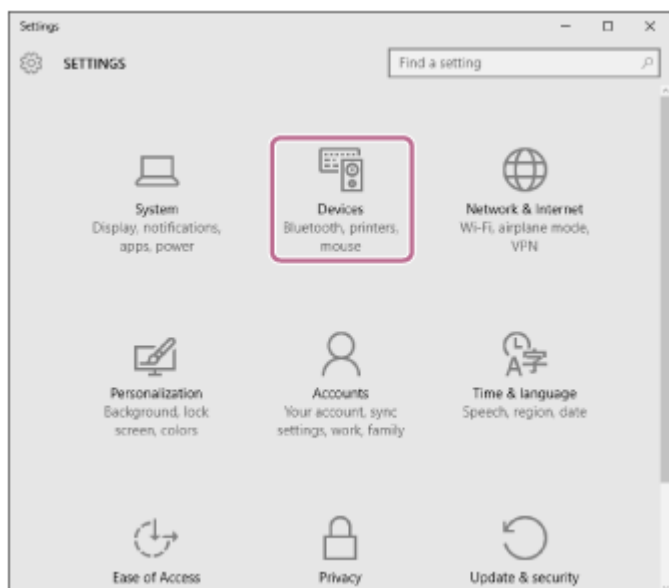 Settings
SETTINGS
Find a setting
System
Display, notifications,
apps, power
Devices
Bluetooth, printers,
mouse
Network & Internet
Wi-Fi, airplane mode,
VPN
Personalization
Background, lock
screen, colors
Accounts
Your account, sync
settings, work, family
A字
Time & language
Speech, region, date
Ease of Access
Privacy
Update & security